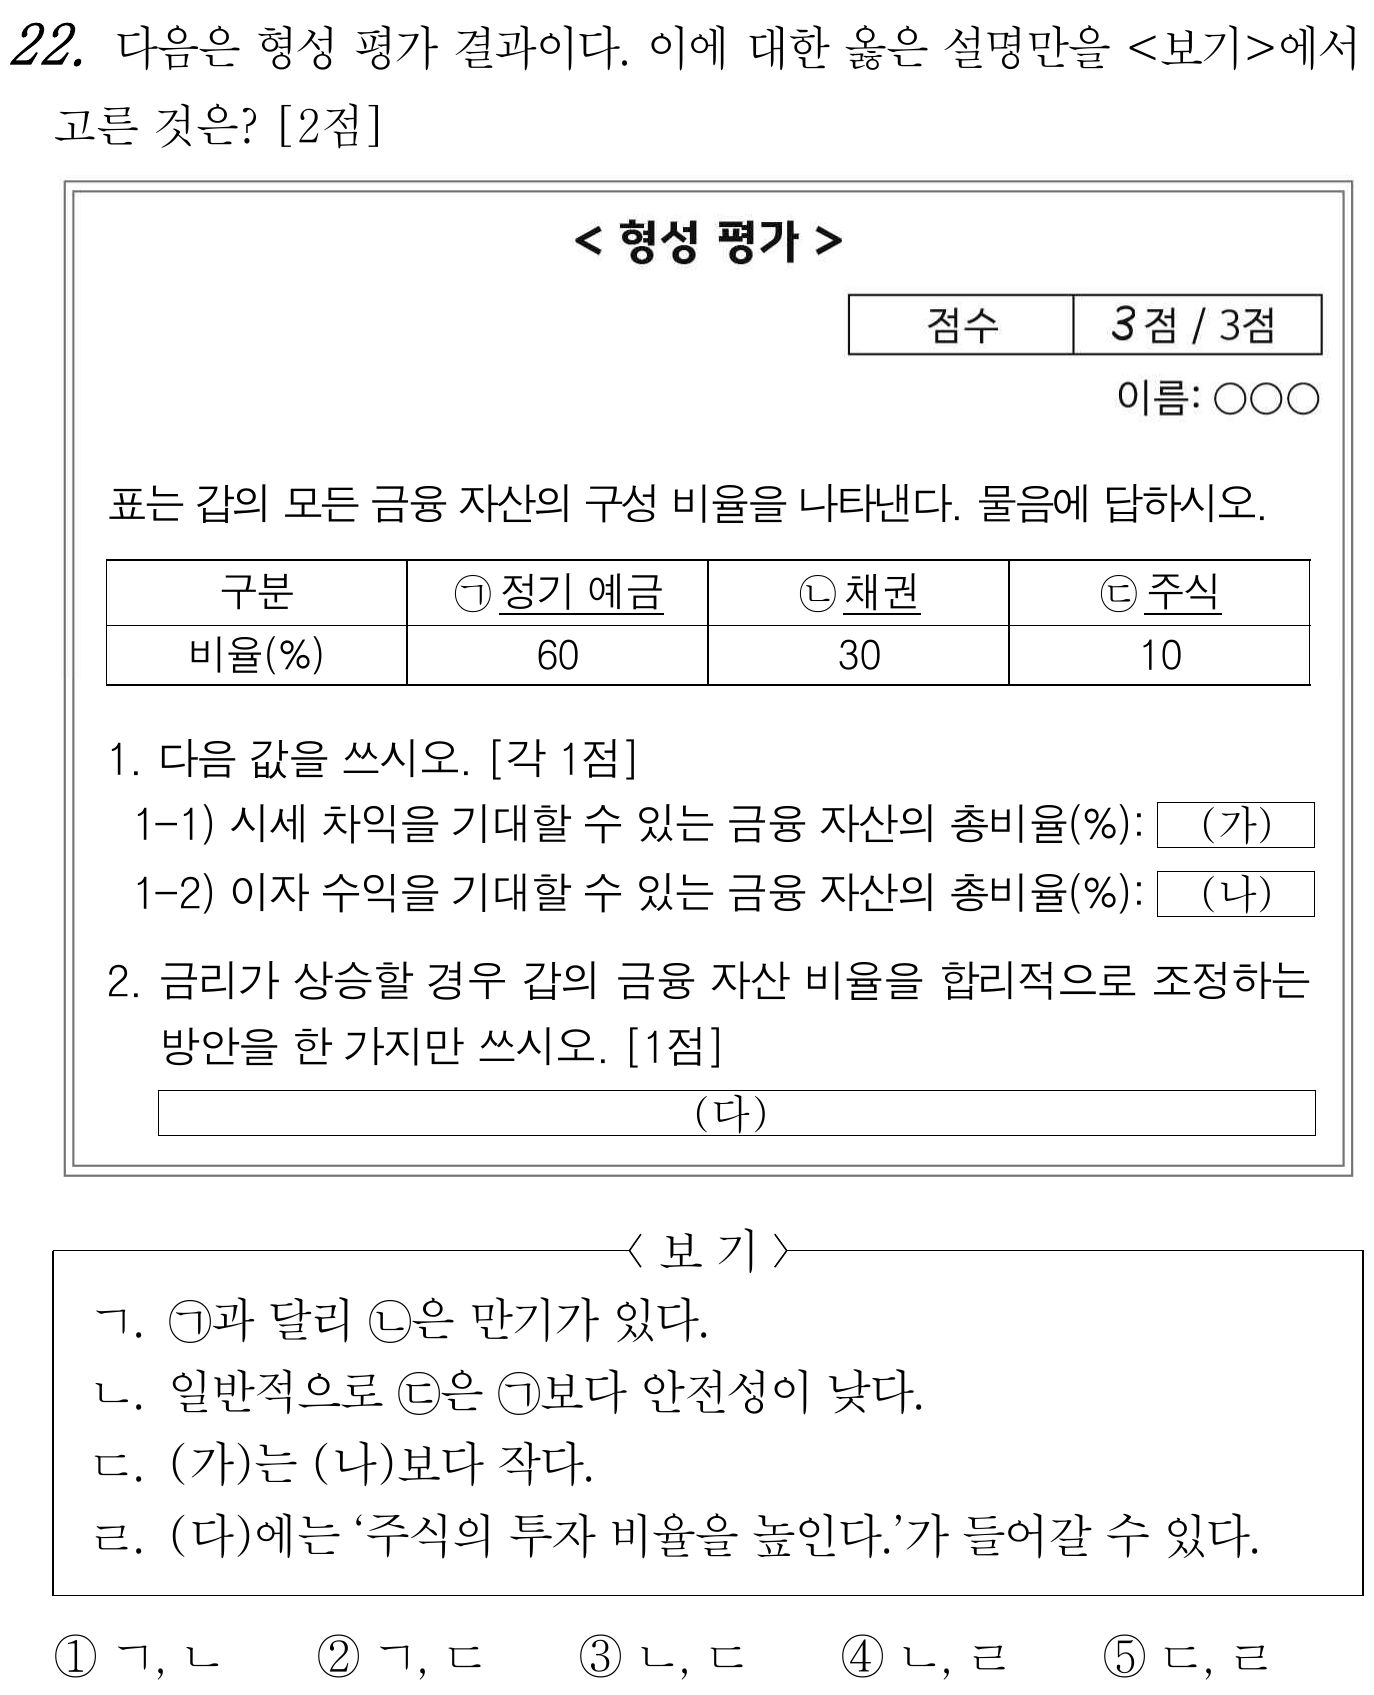 22. 다음은 형성 평가 결과이다. 이에 대한 옳은 설명만을 <보기>에서
고른 것은? [2점]
< 형성 평가 >
점수 3점 / 3점
이름: ○○○
표는 갑의 모든 금융 자산의 구성 비율을 나타낸다. 물음에 답하시오.
구분 ㉠정기 예금 ㉡채권 ㉢주식
비율(%) 60 30 10
1. 다음 값을 쓰시오. [각 1점]
1-1) 시세 차익을 기대할 수 있는 금융 자산의 총비율(%): (가)
1-2) 이자 수익을 기대할 수 있는 금융 자산의 총비율(%): (나)
2. 금리가 상승할 경우 갑의 금융 자산 비율을 합리적으로 조정하는
방안을 한 가지만 쓰시오. [1점]
(다)
〈 보 기 〉
ㄱ. ㉠과 달리 ㉡은 만기가 있다.
ㄴ. 일반적으로 ㉢은 ㉠보다 안전성이 낮다.
ㄷ. (가)는 (나)보다 작다.
ㄹ. (다)에는 ‘주식의 투자 비율을 높인다.’가 들어갈 수 있다.
① ㄱ, ㄴ ② ㄱ, ㄷ ③ ㄴ, ㄷ ④ ㄴ, ㄹ ⑤ ㄷ, ㄹ